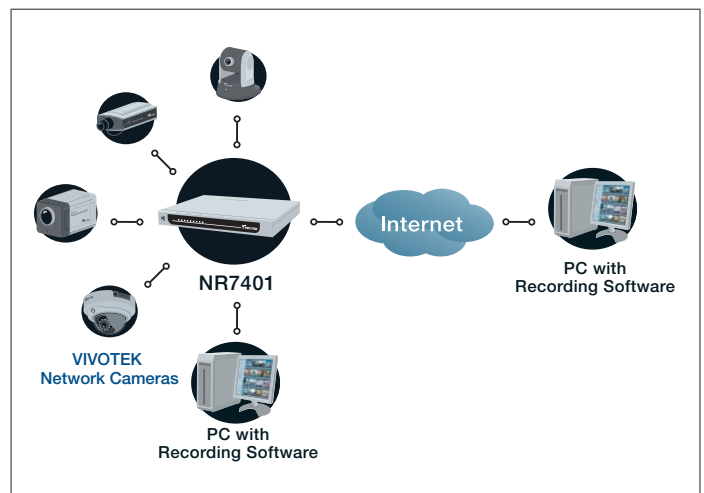 Internet
NR7401
PC with
Recording Software
VIVOTEK
Network Cameras
PC with
Recording Software